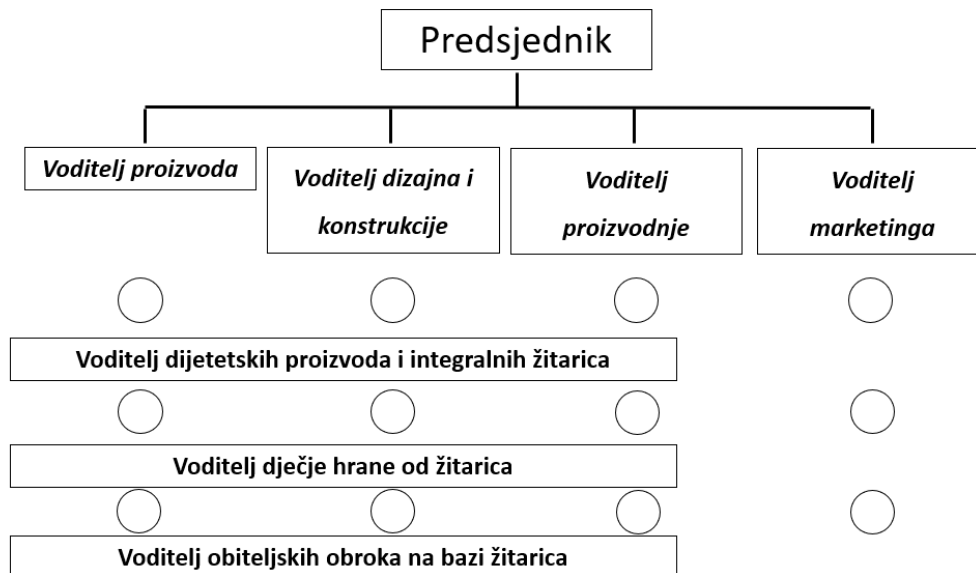 Predsjednik
Voditelj proizvoda
Voditelj dizajna i
konstrukcije
Voditelj
proizvodnje
Voditelj
marketinga
Voditelj dijetetskih proizvoda i integralnih žitarica
Voditelj dječje hrane od žitarica
Voditelj obiteljskih obroka na bazi žitarica